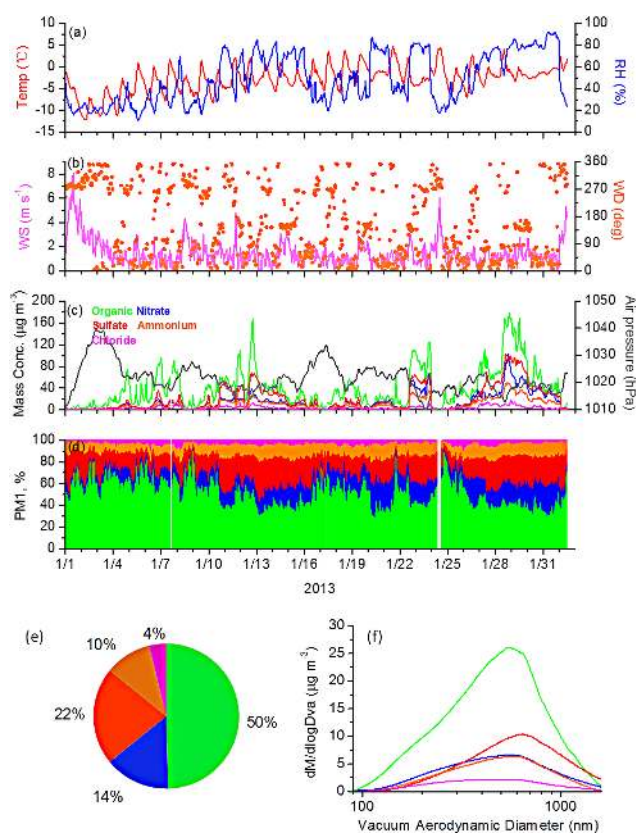 (a)
Temp (℃)
10
5
0
-5
-10
-15
100
80
60
40
20
0
RH (%)
(b)
WS (m s⁻¹)
8
6
4
2
0
360
270
180
90
0
WD (deg)
(c)
Organic Nitrate
Sulfate Ammonium
Chloride
Mass Conc. (µg m⁻³)
200
160
120
80
40
0
1050
1040
1030
1020
1010
Air pressure (hPa)
(d)
PM1, %
100
80
60
40
20
0
1/1 1/4 1/7 1/10 1/13 1/16 1/19 1/22 1/25 1/28 1/31
2013
(e)
4%
10%
22%
14%
50%
(f)
dM/dlogDva (µg m⁻³)
30
25
20
15
10
5
0
100 1000
Vacuum Aerodynamic Diameter (nm)